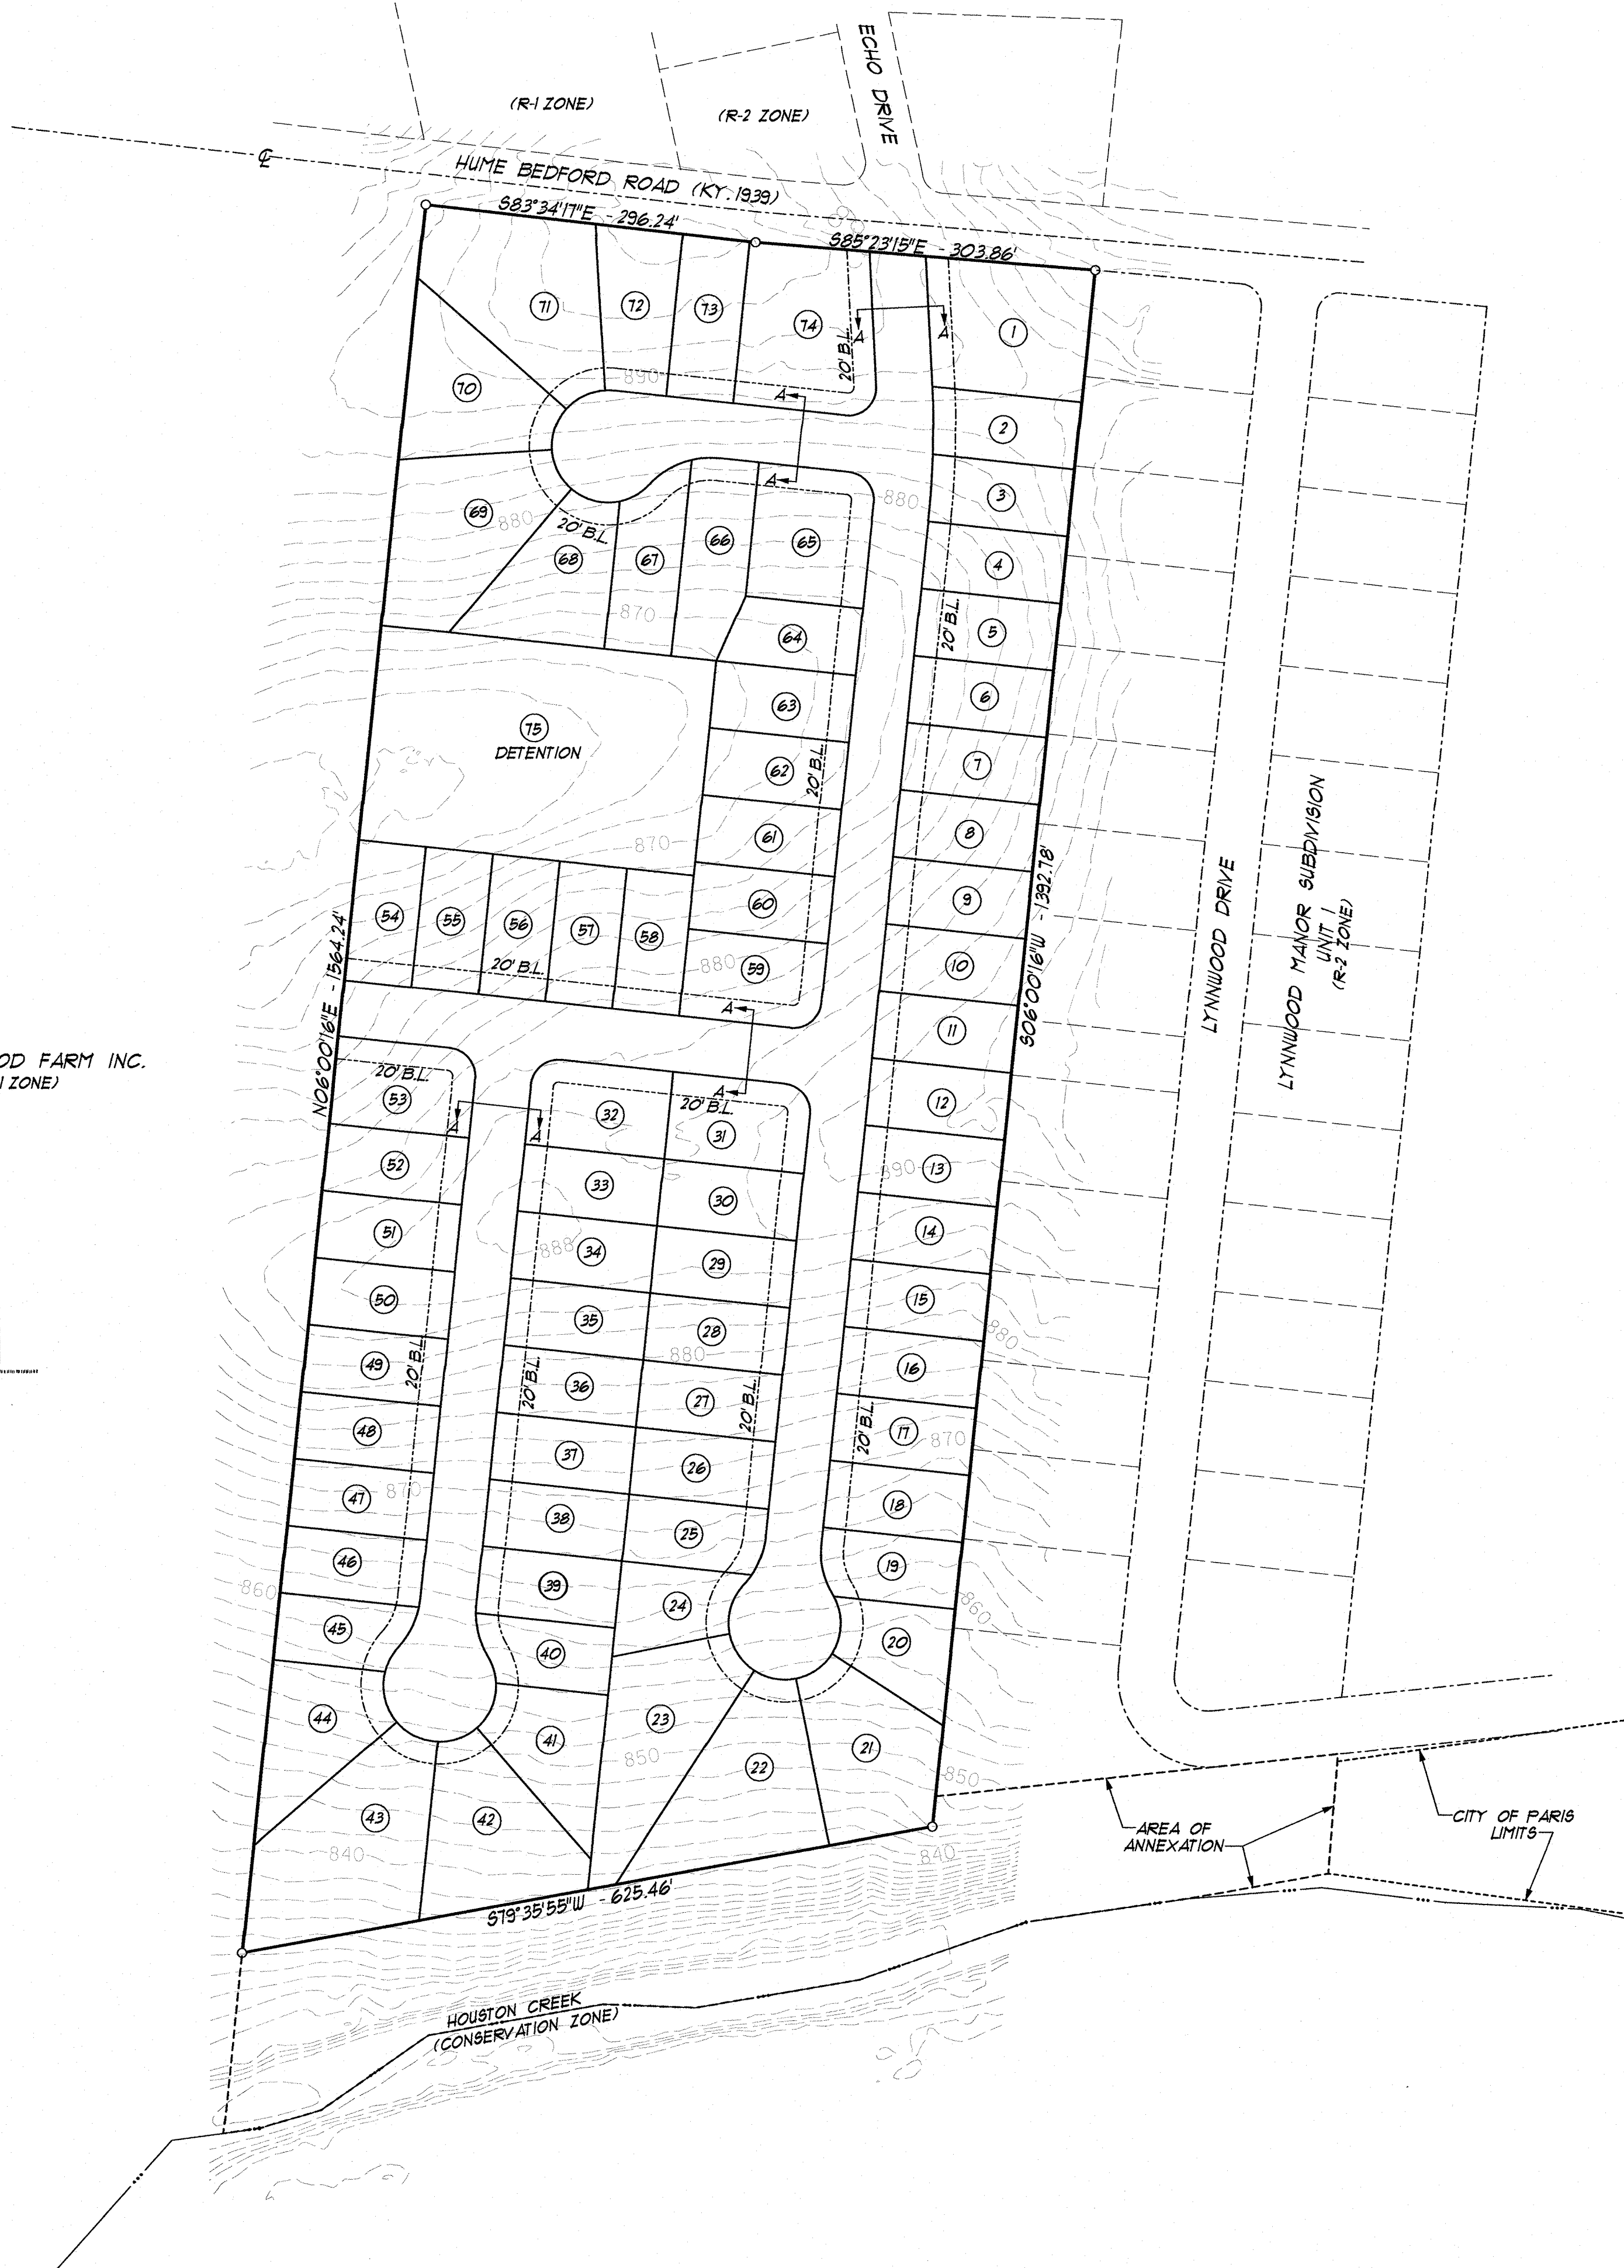 ECHO DRIVE
(R-1 ZONE)
(R-2 ZONE)
℄
HUME BEDFORD ROAD (KY. 1939)
S83°34'17"E - 296.24'
S85°23'15"E - 303.86'
71
72
73
74
20' B.L.
A
A
1
890
70
A
2
A
880
3
69
880
20' B.L.
68
67
66
65
4
870
64
20' B.L.
5
63
6
75
DETENTION
62
20' B.L.
7
61
870
8
54
55
56
57
58
60
9
20' B.L.
880
59
10
S06°00'16"W - 1392.78'
LYNNWOOD DRIVE
LYNNWOOD MANOR SUBDIVISION
UNIT 1
(R-2 ZONE)
N06°00'16"E - 1564.24'
OD FARM INC.
1 ZONE)
A
11
20' B.L.
53
A
A
32
A
20' B.L.
31
12
52
33
30
890
13
51
888
34
29
14
50
35
28
15
880
49
20' B.L.
20' B.L.
36
880
27
20' B.L.
16
48
37
26
20' B.L.
17
870
47
870
38
25
18
46
860
39
24
19
860
45
40
20
44
41
23
850
22
21
850
43
42
840
840
S79°35'55"W - 625.46'
AREA OF
ANNEXATION
CITY OF PARIS
LIMITS
HOUSTON CREEK
(CONSERVATION ZONE)